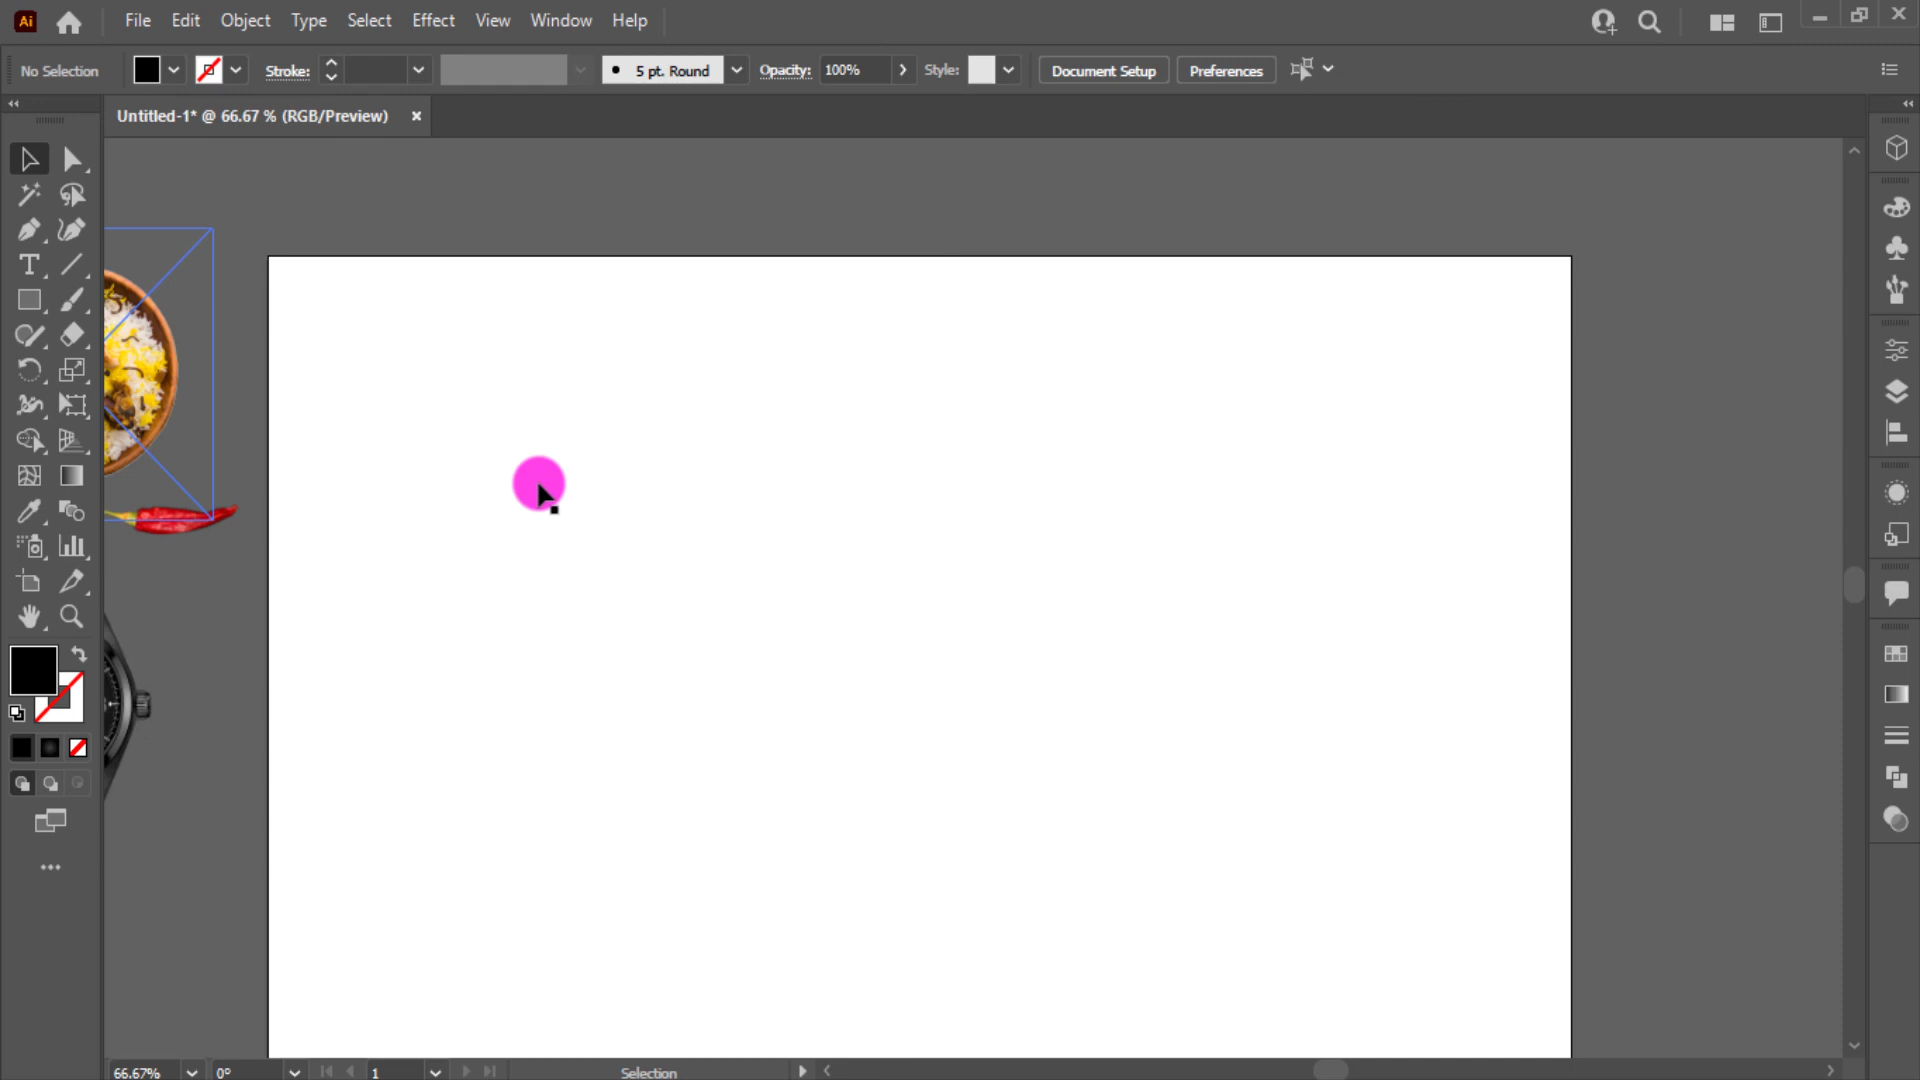 Ai File Edit Object Type Select Effect View Window Help
No Selection Stroke: 5 pt. Round Opacity: 100% Style: Document Setup Preferences
Untitled-1* @ 66.67 % (RGB/Preview) ×
66.67% 0° 1 Selection